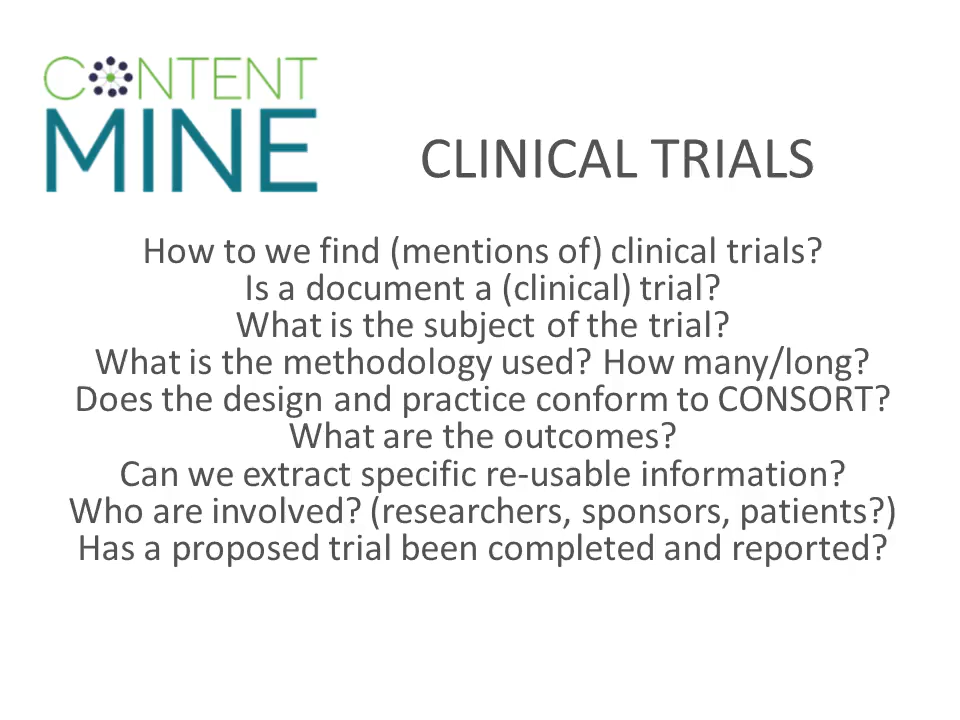 CONTENT
MINE
CLINICAL TRIALS
How to we find (mentions of) clinical trials?
Is a document a (clinical) trial?
What is the subject of the trial?
What is the methodology used? How many/long?
Does the design and practice conform to CONSORT?
What are the outcomes?
Can we extract specific re-usable information?
Who are involved? (researchers, sponsors, patients?)
Has a proposed trial been completed and reported?